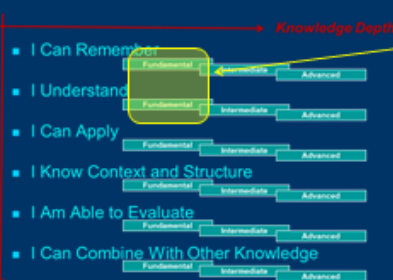 Knowledge Depth
I Can Remember
Fundamental Intermediate Advanced
I Understand
Fundamental Intermediate Advanced
I Can Apply
Fundamental Intermediate Advanced
I Know Context and Structure
Fundamental Intermediate Advanced
I Am Able to Evaluate
Fundamental Intermediate Advanced
I Can Combine With Other Knowledge
Fundamental Intermediate Advanced